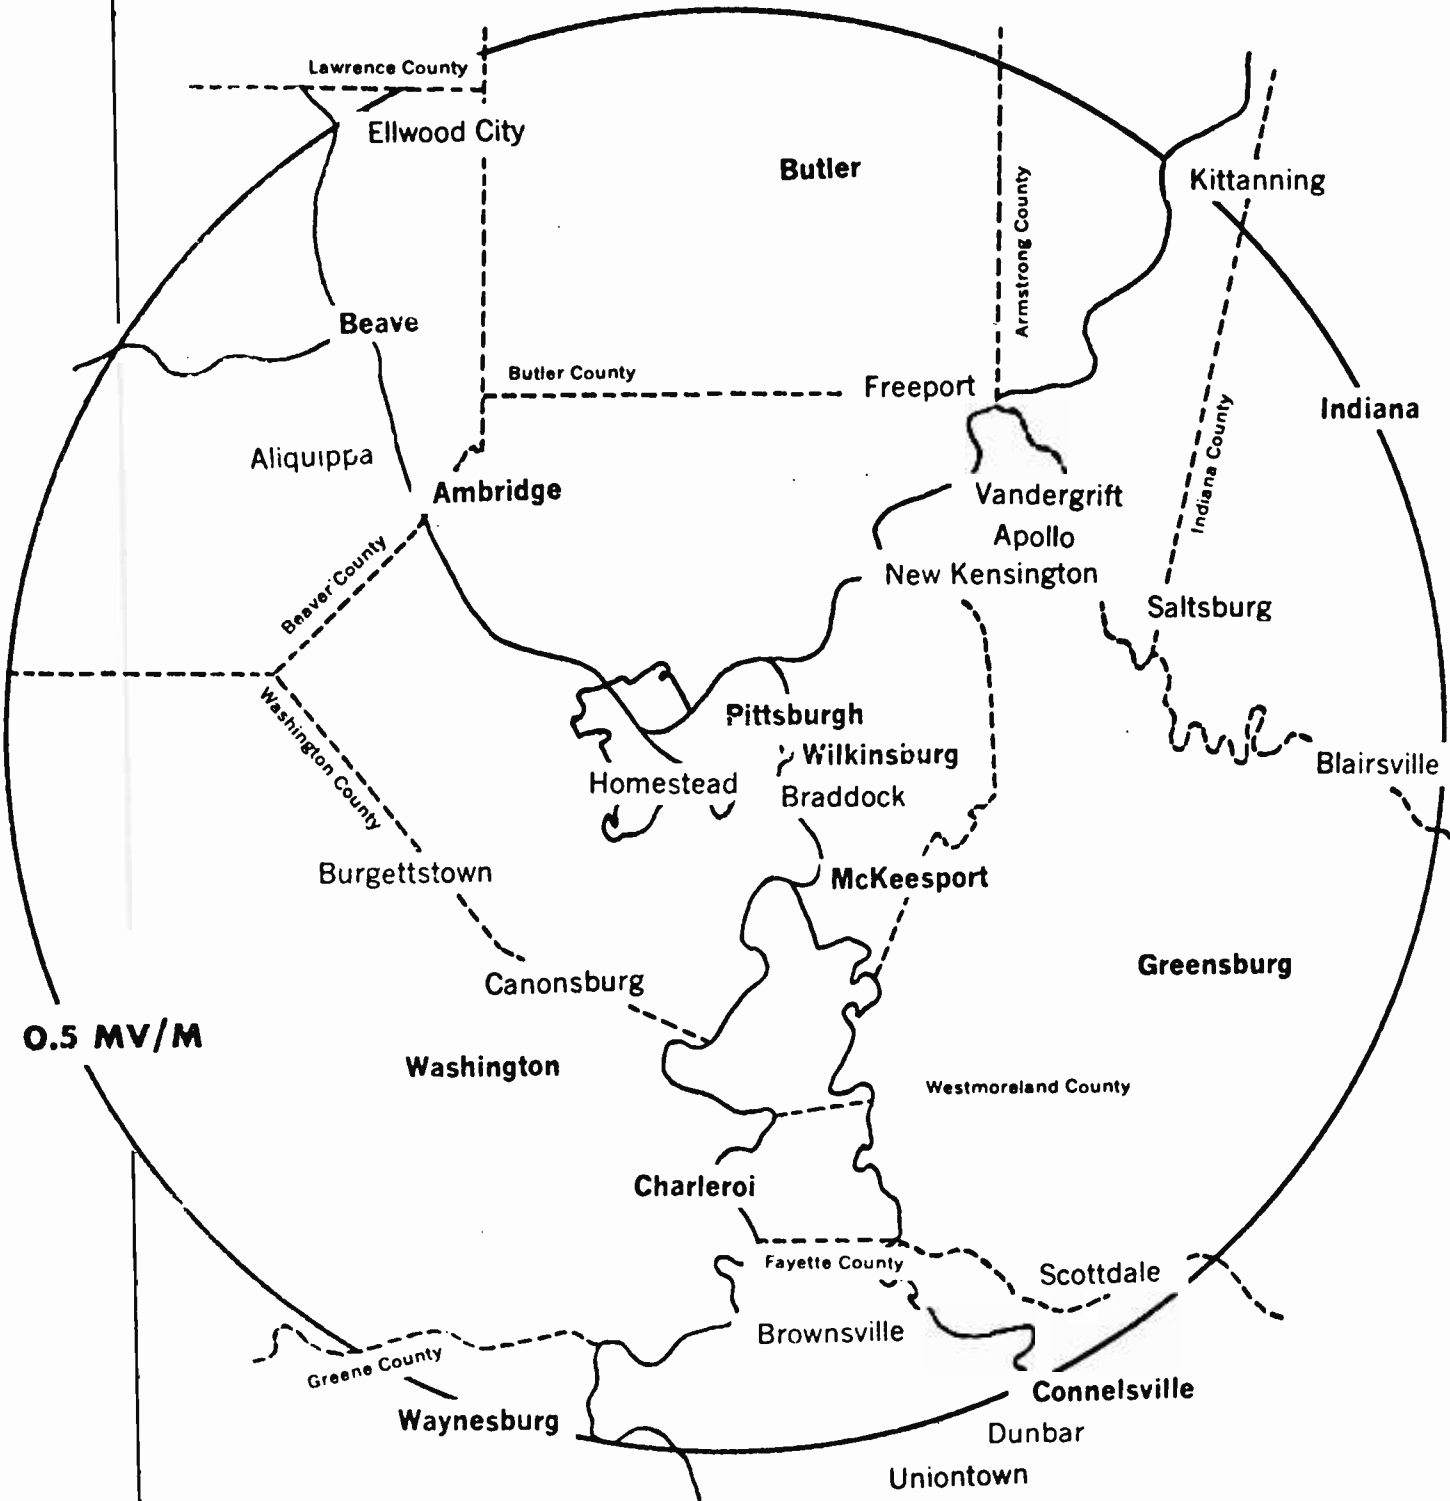 Lawrence County
Ellwood City
Butler
Kittanning
Armstrong County
Beave
Butler County
Freeport
Indiana
Aliquippa
Ambridge
Vandergrift
Indiana County
Apollo
New Kensington
Beaver County
Saltsburg
Washington County
Pittsburgh
Wilkinsburg
Homestead
Braddock
Blairsville
Burgettstown
McKeesport
Greensburg
Canonsburg
0.5 MV/M
Washington
Westmoreland County
Charleroi
Fayette County
Scottdale
Brownsville
Greene County
Connelsville
Waynesburg
Dunbar
Uniontown